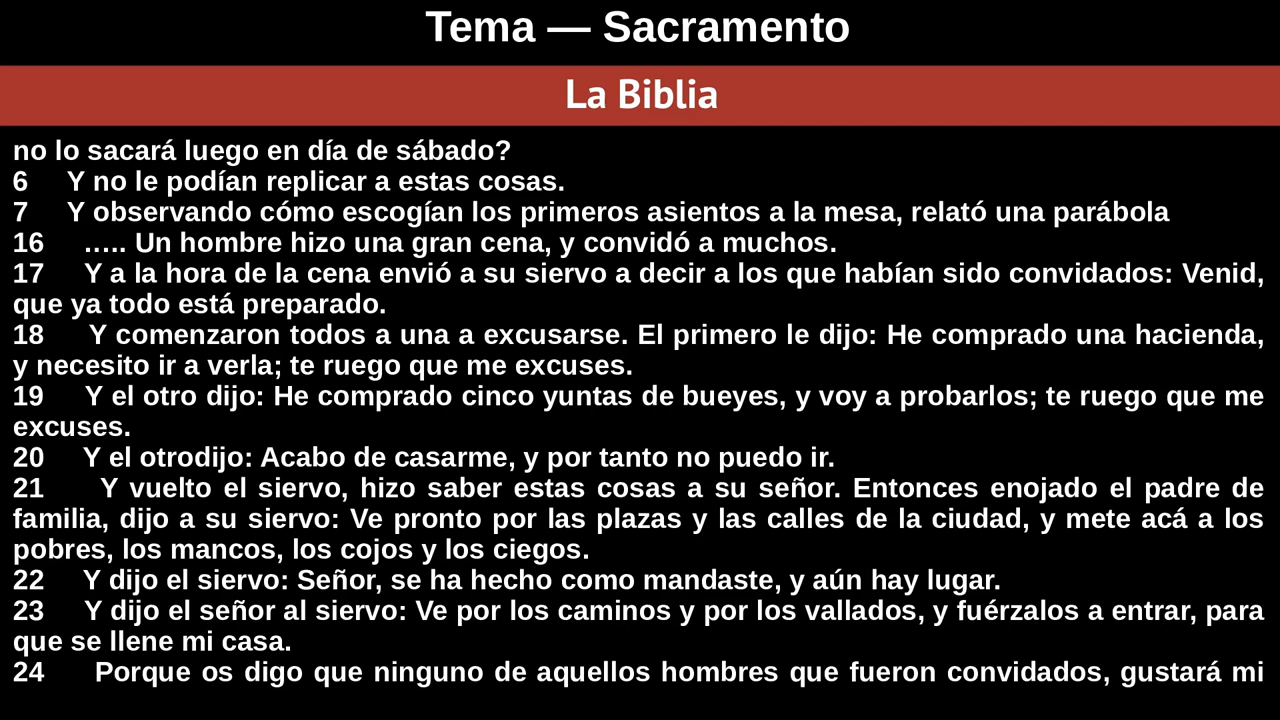 Tema — Sacramento
La Biblia
no lo sacará luego en día de sábado?
6 Y no le podían replicar a estas cosas.
7 Y observando cómo escogían los primeros asientos a la mesa, relató una parábola
16 ..... Un hombre hizo una gran cena, y convidó a muchos.
17 Y a la hora de la cena envió a su siervo a decir a los que habían sido convidados: Venid,
que ya todo está preparado.
18 Y comenzaron todos a una a excusarse. El primero le dijo: He comprado una hacienda,
y necesito ir a verla; te ruego que me excuses.
19 Y el otro dijo: He comprado cinco yuntas de bueyes, y voy a probarlos; te ruego que me
excuses.
20 Y el otrodijo: Acabo de casarme, y por tanto no puedo ir.
21 Y vuelto el siervo, hizo saber estas cosas a su señor. Entonces enojado el padre de
familia, dijo a su siervo: Ve pronto por las plazas y las calles de la ciudad, y mete acá a los
pobres, los mancos, los cojos y los ciegos.
22 Y dijo el siervo: Señor, se ha hecho como mandaste, y aún hay lugar.
23 Y dijo el señor al siervo: Ve por los caminos y por los vallados, y fuérzalos a entrar, para
que se llene mi casa.
24 Porque os digo que ninguno de aquellos hombres que fueron convidados, gustará mi